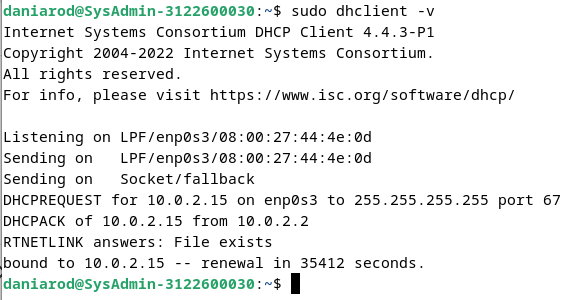 daniarod@SysAdmin-3122600030:~$ sudo dhclient -v
Internet Systems Consortium DHCP Client 4.4.3-P1
Copyright 2004-2022 Internet Systems Consortium.
All rights reserved.
For info, please visit https://www.isc.org/software/dhcp/

Listening on LPF/enp0s3/08:00:27:44:4e:0d
Sending on   LPF/enp0s3/08:00:27:44:4e:0d
Sending on   Socket/fallback
DHCPREQUEST for 10.0.2.15 on enp0s3 to 255.255.255.255 port 67
DHCPACK of 10.0.2.15 from 10.0.2.2
RTNETLINK answers: File exists
bound to 10.0.2.15 -- renewal in 35412 seconds.
daniarod@SysAdmin-3122600030:~$